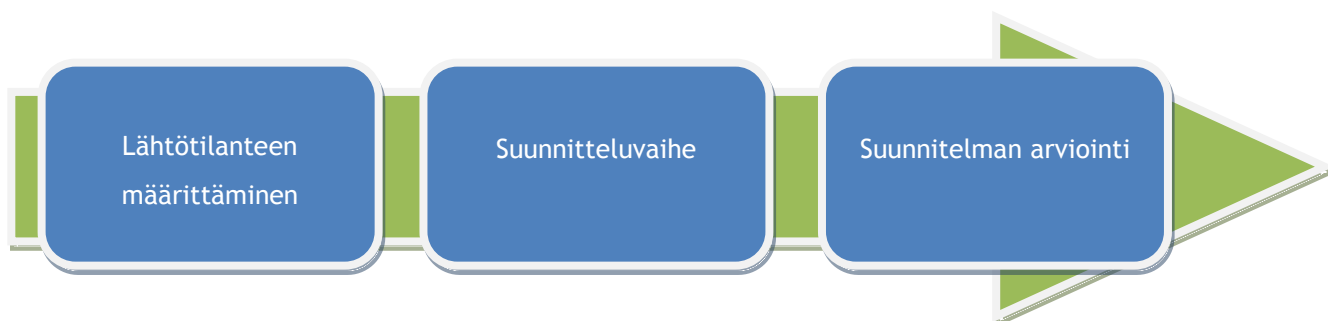 Lähtötilanteen
määrittäminen
Suunnitteluvaihe
Suunnitelman arviointi